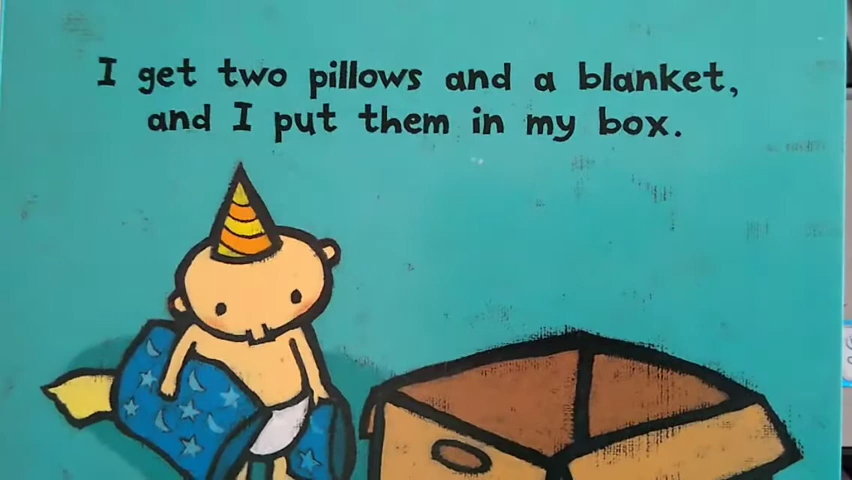 I get two pillows and a blanket,
and I put them in my box.